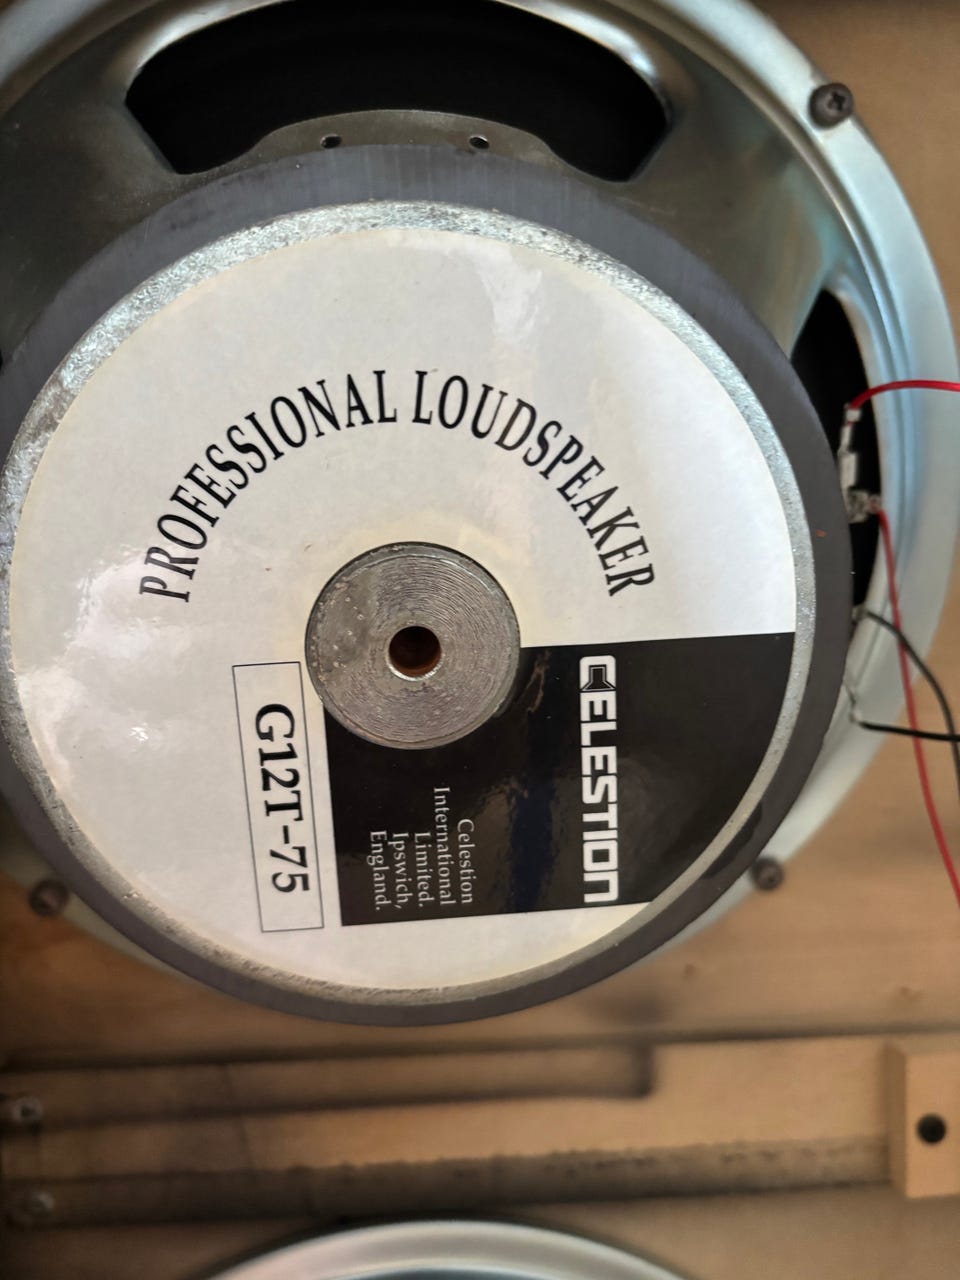 PROFESSIONAL LOUDSPEAKER
CELESTION
Celestion
International
Limited.
Ipswich,
England.
G12T-75